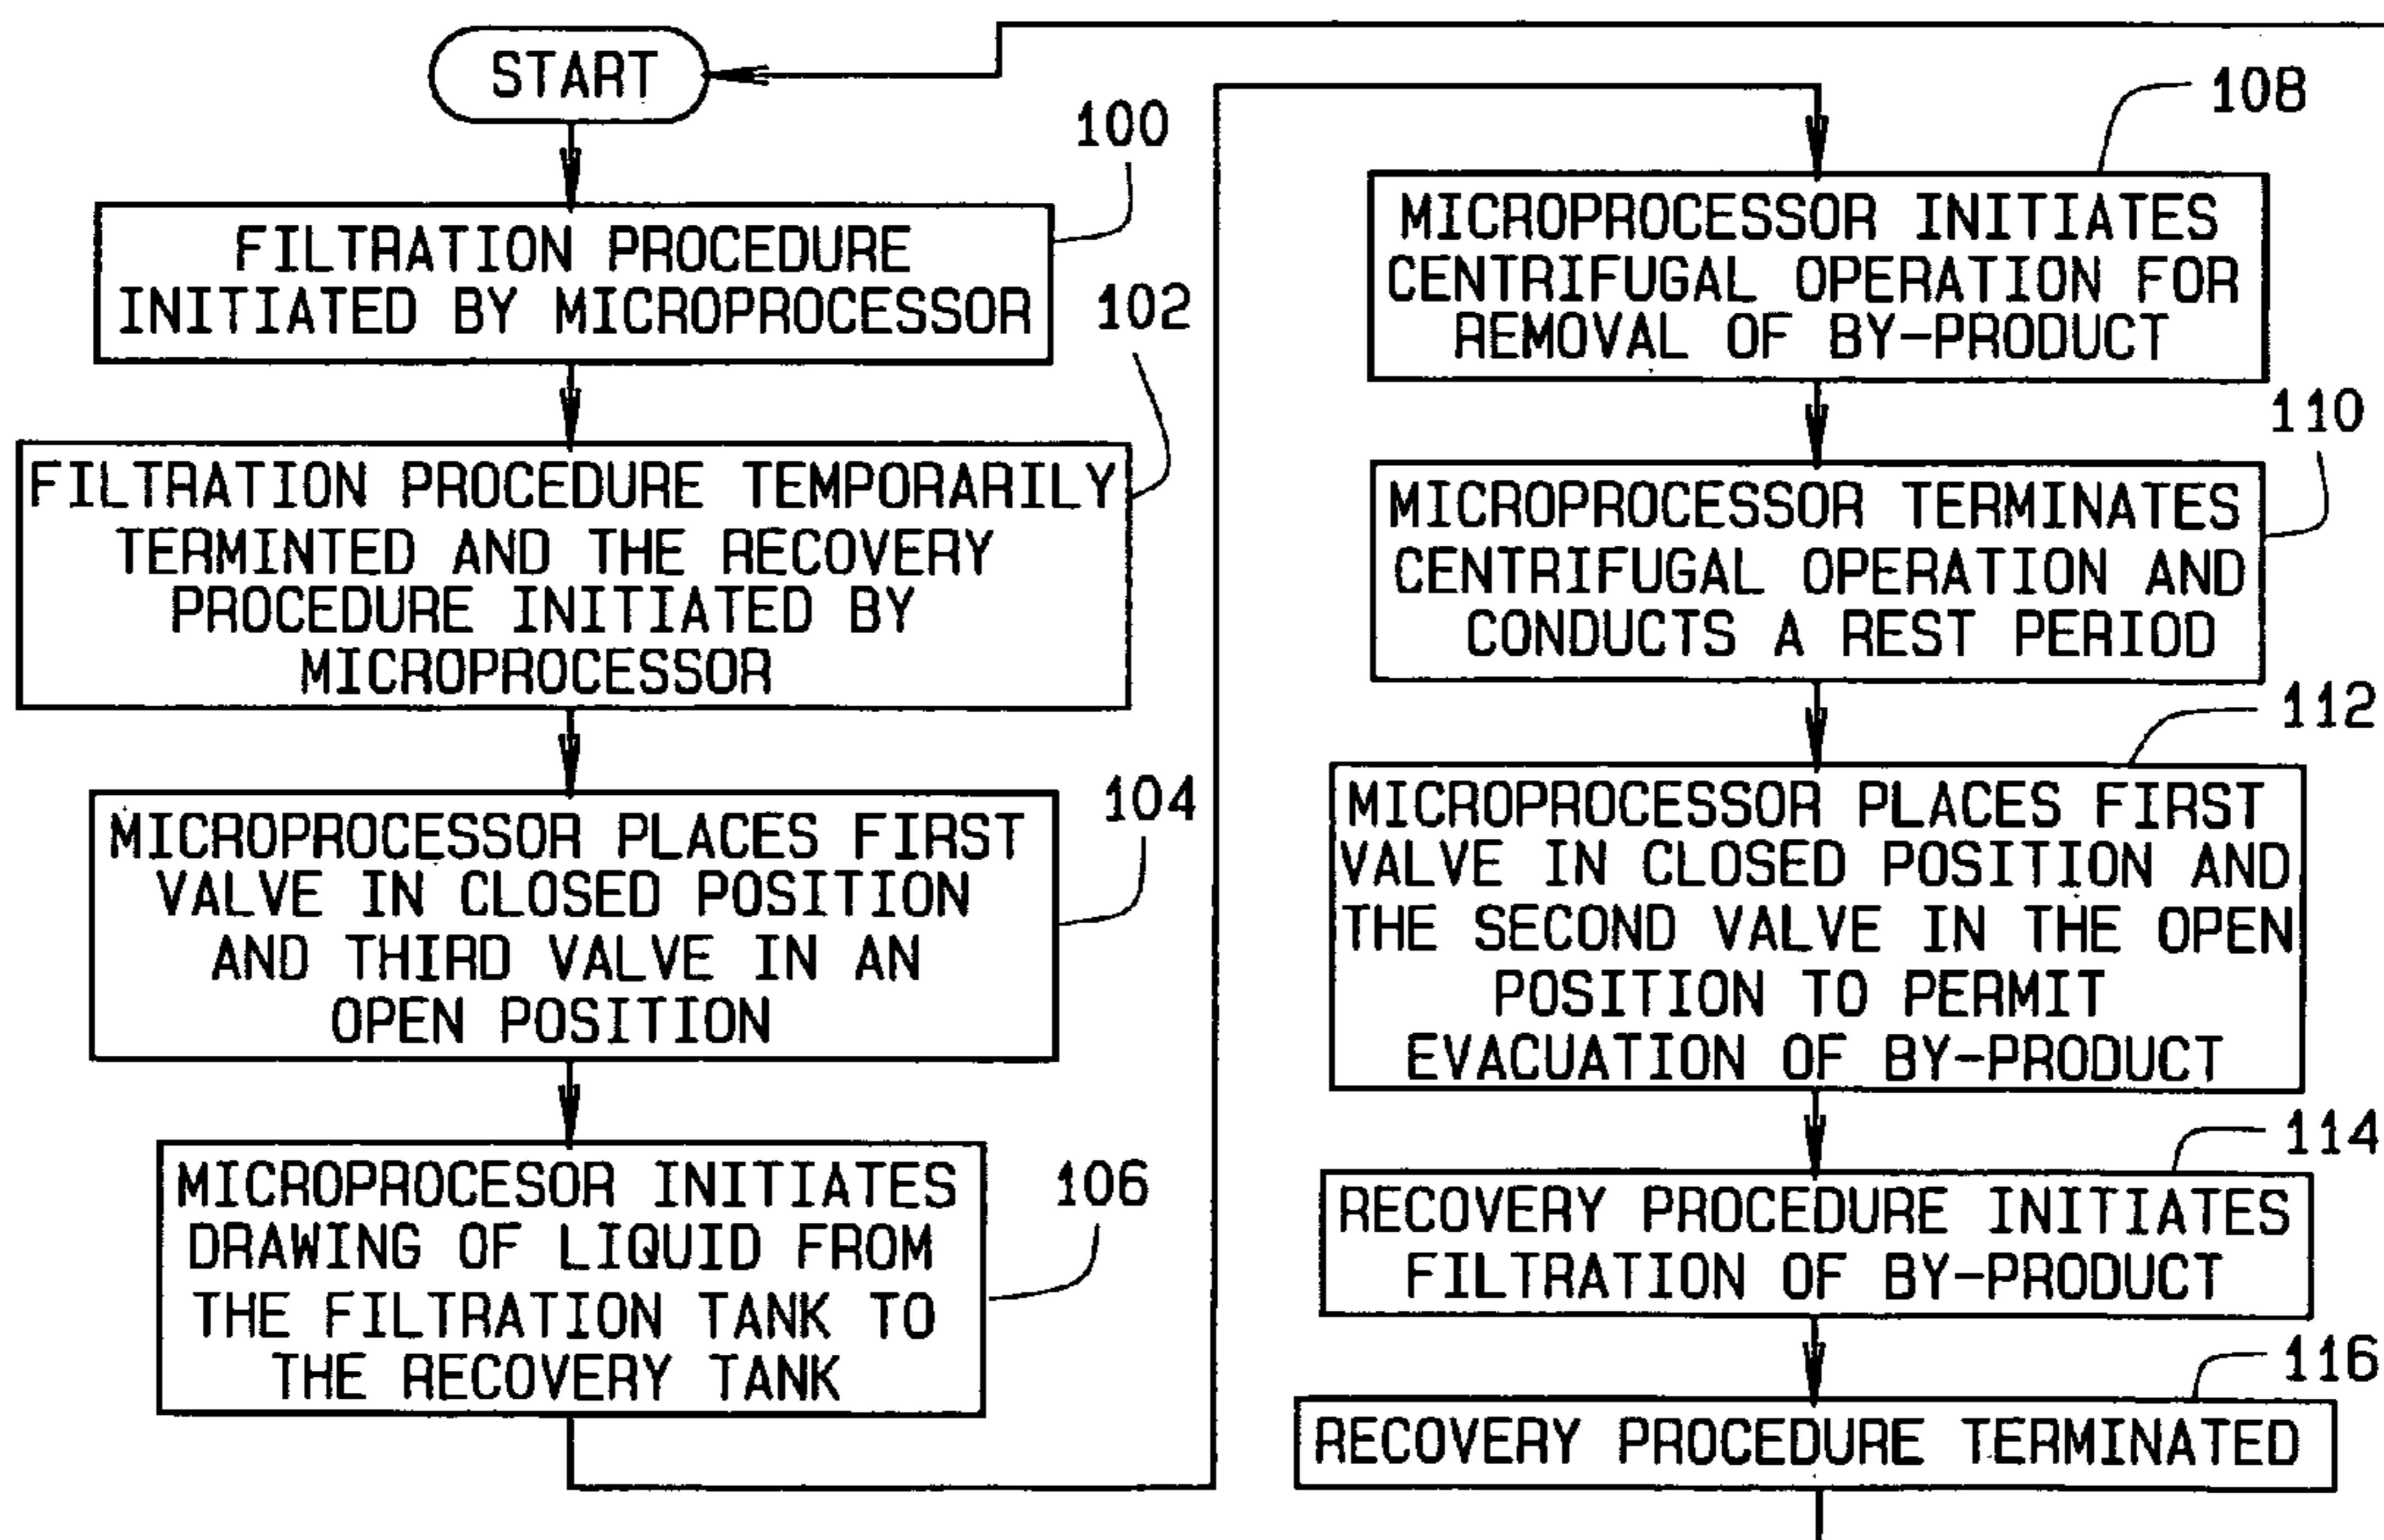 START
100
FILTRATION PROCEDURE
INITIATED BY MICROPROCESSOR
102
FILTRATION PROCEDURE TEMPORARILY
TERMINTED AND THE RECOVERY
PROCEDURE INITIATED BY
MICROPROCESSOR
104
MICROPROCESSOR PLACES FIRST
VALVE IN CLOSED POSITION
AND THIRD VALVE IN AN
OPEN POSITION
106
MICROPROCESOR INITIATES
DRAWING OF LIQUID FROM
THE FILTRATION TANK TO
THE RECOVERY TANK
108
MICROPROCESSOR INITIATES
CENTRIFUGAL OPERATION FOR
REMOVAL OF BY-PRODUCT
110
MICROPROCESSOR TERMINATES
CENTRIFUGAL OPERATION AND
CONDUCTS A REST PERIOD
112
MICROPROCESSOR PLACES FIRST
VALVE IN CLOSED POSITION AND
THE SECOND VALVE IN THE OPEN
POSITION TO PERMIT
EVACUATION OF BY-PRODUCT
114
RECOVERY PROCEDURE INITIATES
FILTRATION OF BY-PRODUCT
116
RECOVERY PROCEDURE TERMINATED